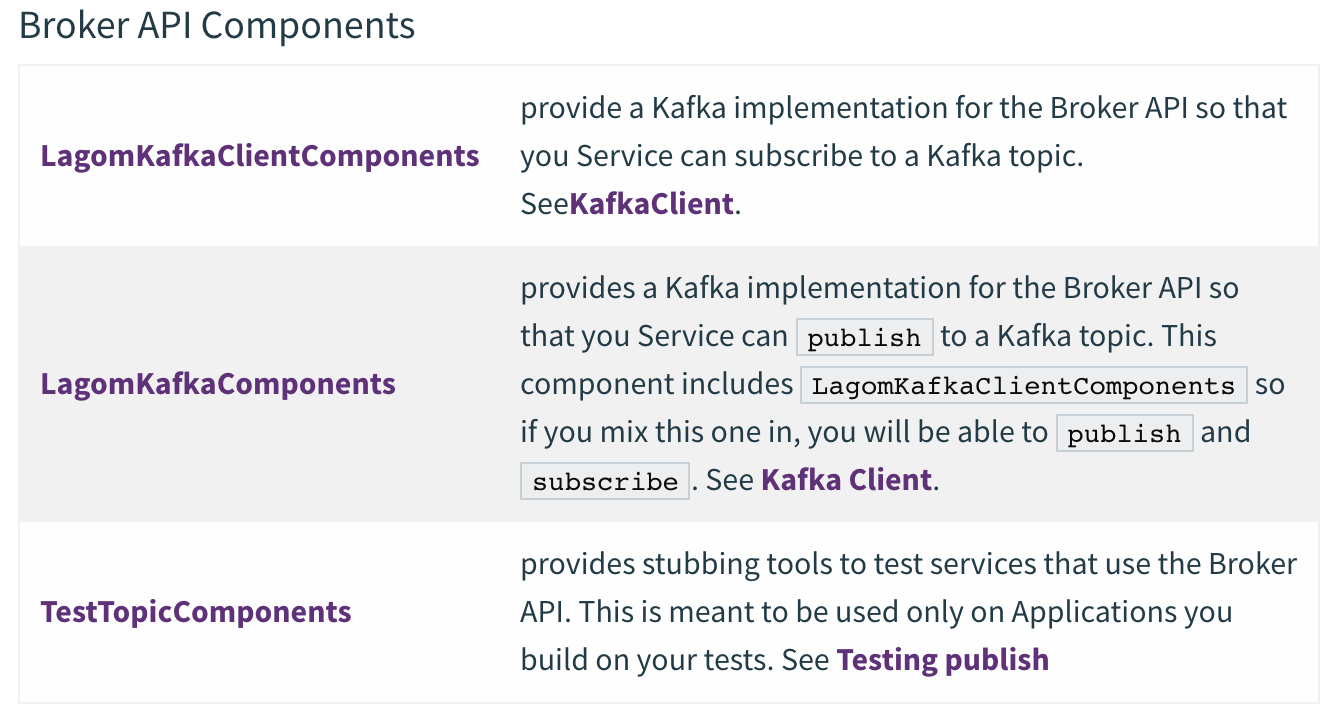 Broker API Components
LagomKafkaClientComponents
provide a Kafka implementation for the Broker API so that
you Service can subscribe to a Kafka topic.
SeeKafkaClient.
LagomKafkaComponents
provides a Kafka implementation for the Broker API so
that you Service can publish to a Kafka topic. This
component includes LagomKafkaClientComponents so
if you mix this one in, you will be able to publish and
subscribe. See Kafka Client.
TestTopicComponents
provides stubbing tools to test services that use the Broker
API. This is meant to be used only on Applications you
build on your tests. See Testing publish